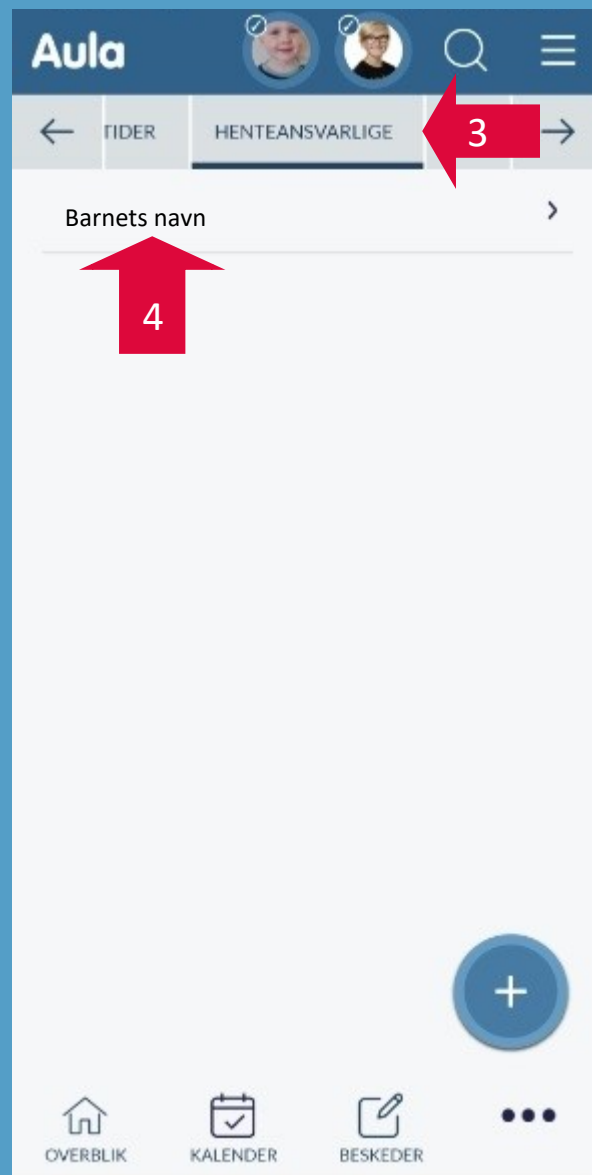 Aula
TIDER HENTEANSVARLIGE 3
Barnets navn
4
OVERBLIK KALENDER BESKEDER